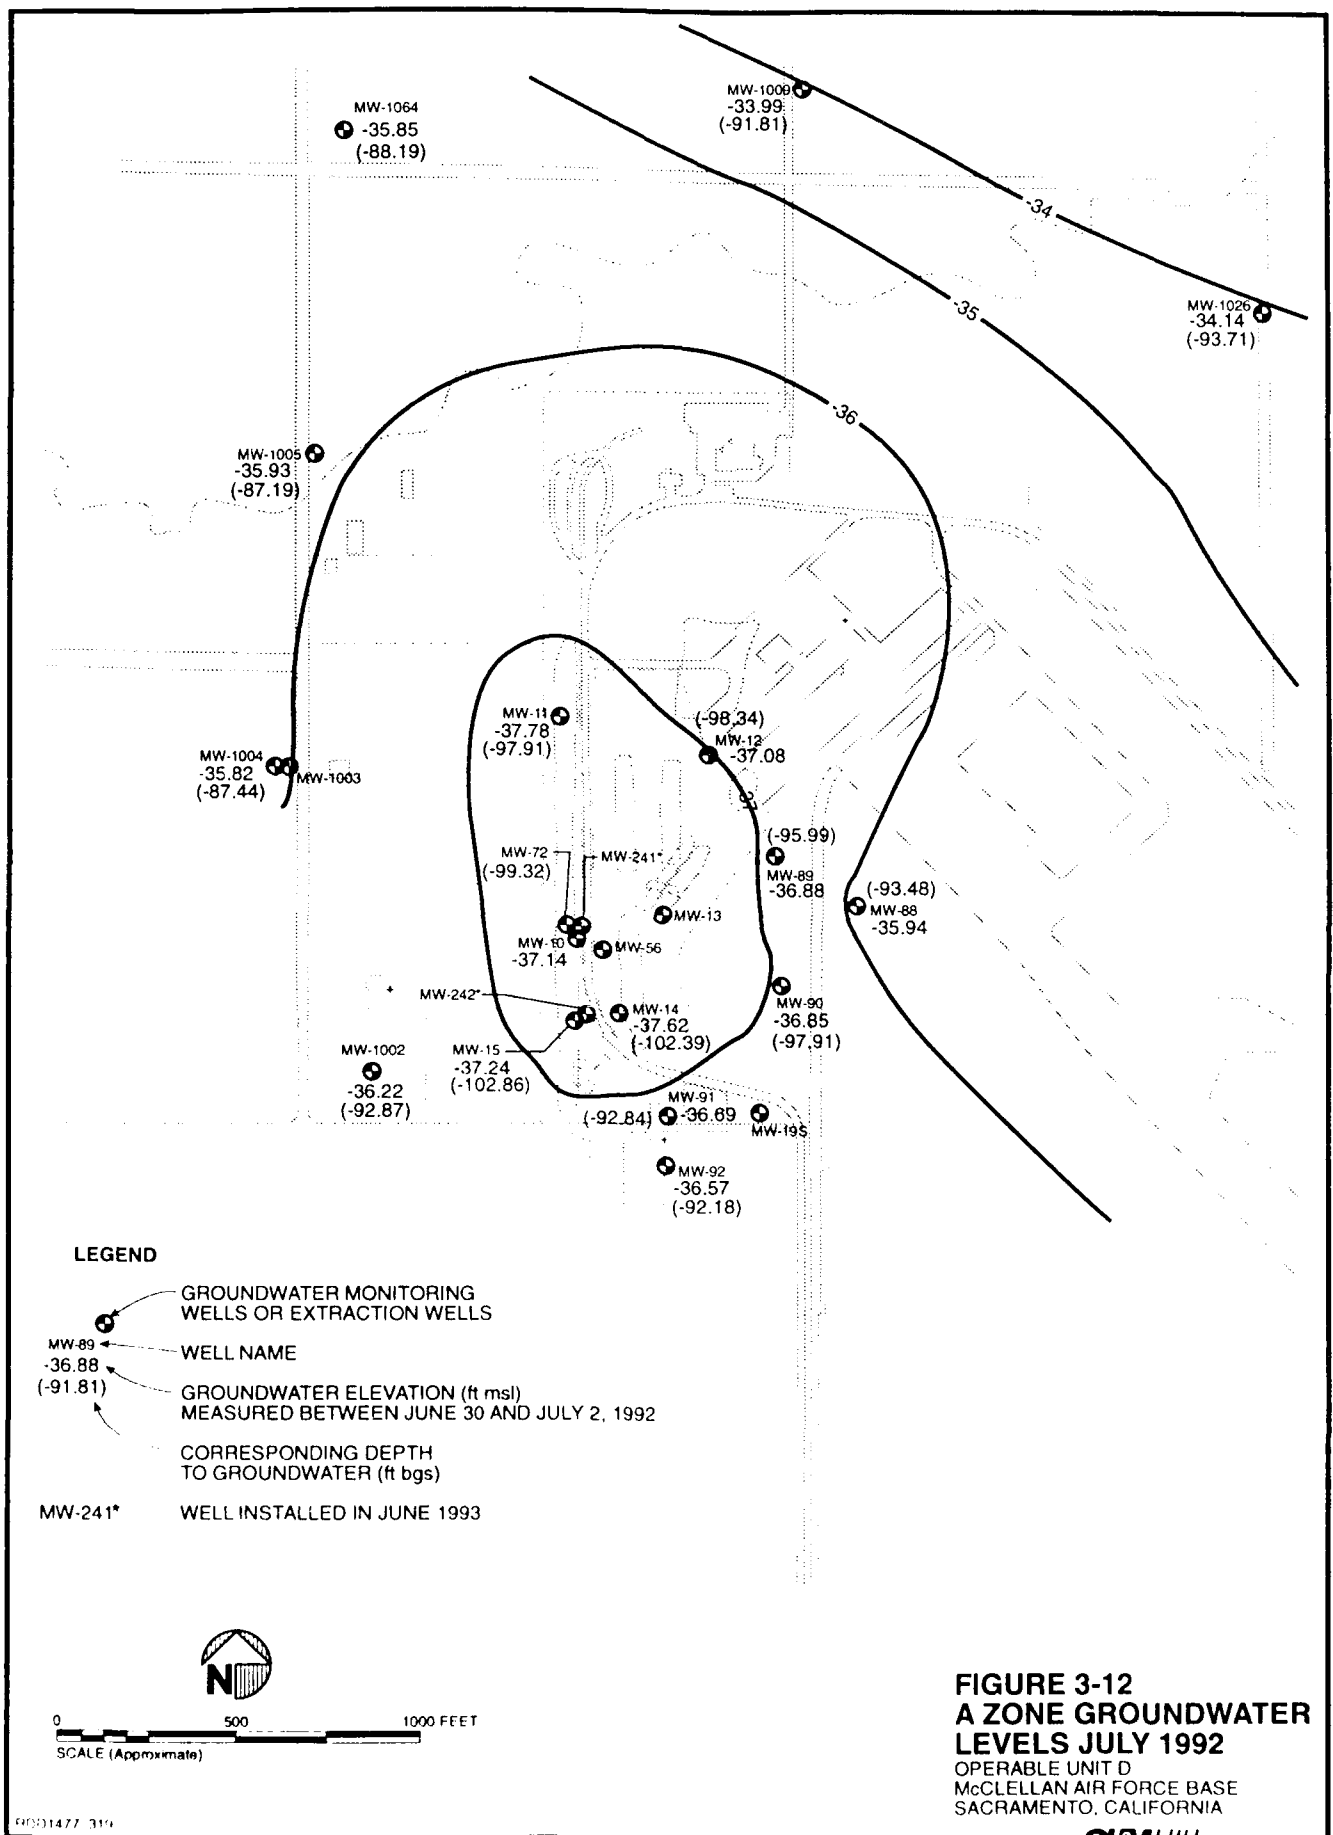 MW-1064
-35.85
(-88.19)
MW-1009
-33.99
(-91.81)
-34
-35
MW-1026
-34.14
(-93.71)
-36
MW-1005
-35.93
(-87.19)
MW-11
-37.78
(-97.91)
(-98.34)
MW-12
-37.08
MW-1004
-35.82
(-87.44)
MW-1003
-37
(-95.99)
MW-89
-36.88
MW-72
(-99.32)
MW-241*
(-93.48)
MW-88
-35.94
MW-13
MW-10
-37.14
MW-56
MW-242*
MW-14
-37.62
(-102.39)
MW-90
-36.85
(-97.91)
MW-15
-37.24
(-102.86)
MW-1002
-36.22
(-92.87)
MW-91
(-92.84)
-36.69
MW-19S
MW-92
-36.57
(-92.18)
LEGEND
GROUNDWATER MONITORING
WELLS OR EXTRACTION WELLS
MW-89
WELL NAME
-36.88
(-91.81)
GROUNDWATER ELEVATION (ft msl)
MEASURED BETWEEN JUNE 30 AND JULY 2, 1992
CORRESPONDING DEPTH
TO GROUNDWATER (ft bgs)
MW-241* WELL INSTALLED IN JUNE 1993
N
0 500 1000 FEET
SCALE (Approximate)
FIGURE 3-12
A ZONE GROUNDWATER
LEVELS JULY 1992
OPERABLE UNIT D
McCLELLAN AIR FORCE BASE
SACRAMENTO, CALIFORNIA